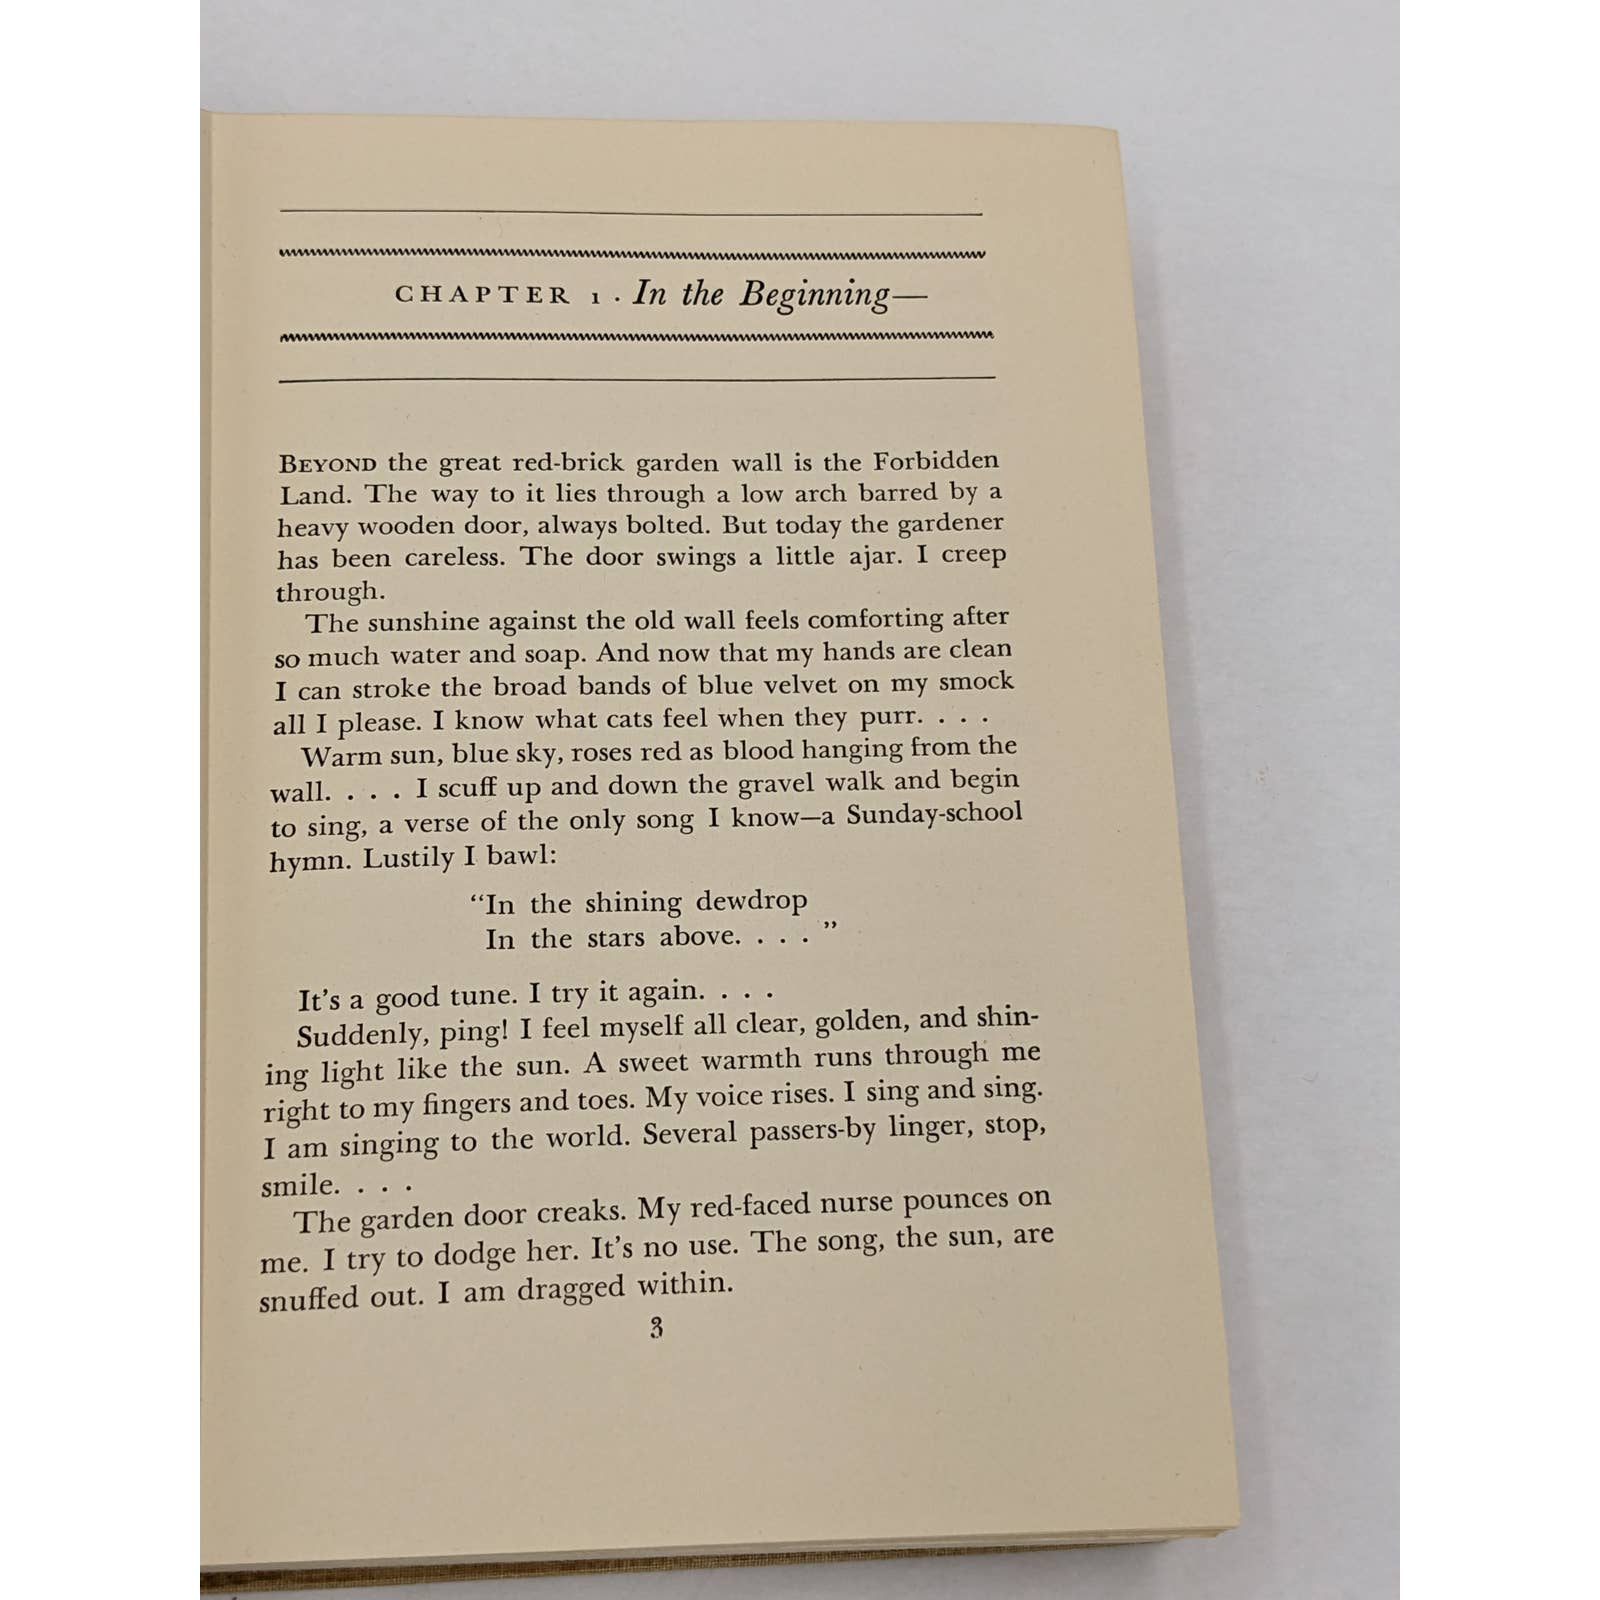 CHAPTER 1 . In the Beginning—
BEYOND the great red-brick garden wall is the Forbidden
Land. The way to it lies through a low arch barred by a
heavy wooden door, always bolted. But today the gardener
has been careless. The door swings a little ajar. I creep
through.
The sunshine against the old wall feels comforting after
so much water and soap. And now that my hands are clean
I can stroke the broad bands of blue velvet on my smock
all I please. I know what cats feel when they purr. . . .
Warm sun, blue sky, roses red as blood hanging from the
wall. . . . I scuff up and down the gravel walk and begin
to sing, a verse of the only song I know—a Sunday-school
hymn. Lustily I bawl:
“In the shining dewdrop
In the stars above. . . . ”
It’s a good tune. I try it again. . . .
Suddenly, ping! I feel myself all clear, golden, and shin-
ing light like the sun. A sweet warmth runs through me
right to my fingers and toes. My voice rises. I sing and sing.
I am singing to the world. Several passers-by linger, stop,
smile. . . .
The garden door creaks. My red-faced nurse pounces on
me. I try to dodge her. It’s no use. The song, the sun, are
snuffed out. I am dragged within.
3